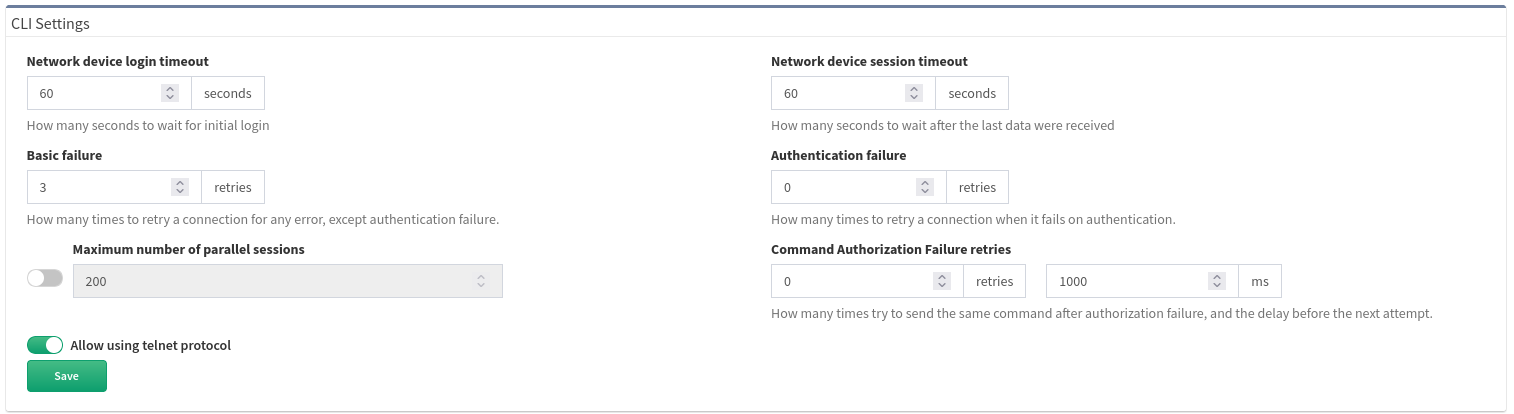 CLI Settings
Network device login timeout
60 seconds
How many seconds to wait for initial login
Network device session timeout
60 seconds
How many seconds to wait after the last data were received
Basic failure
3 retries
How many times to retry a connection for any error, except authentication failure.
Authentication failure
0 retries
How many times to retry a connection when it fails on authentication.
Maximum number of parallel sessions
200
Command Authorization Failure retries
0 retries 1000 ms
How many times try to send the same command after authorization failure, and the delay before the next attempt.
Allow using telnet protocol
Save